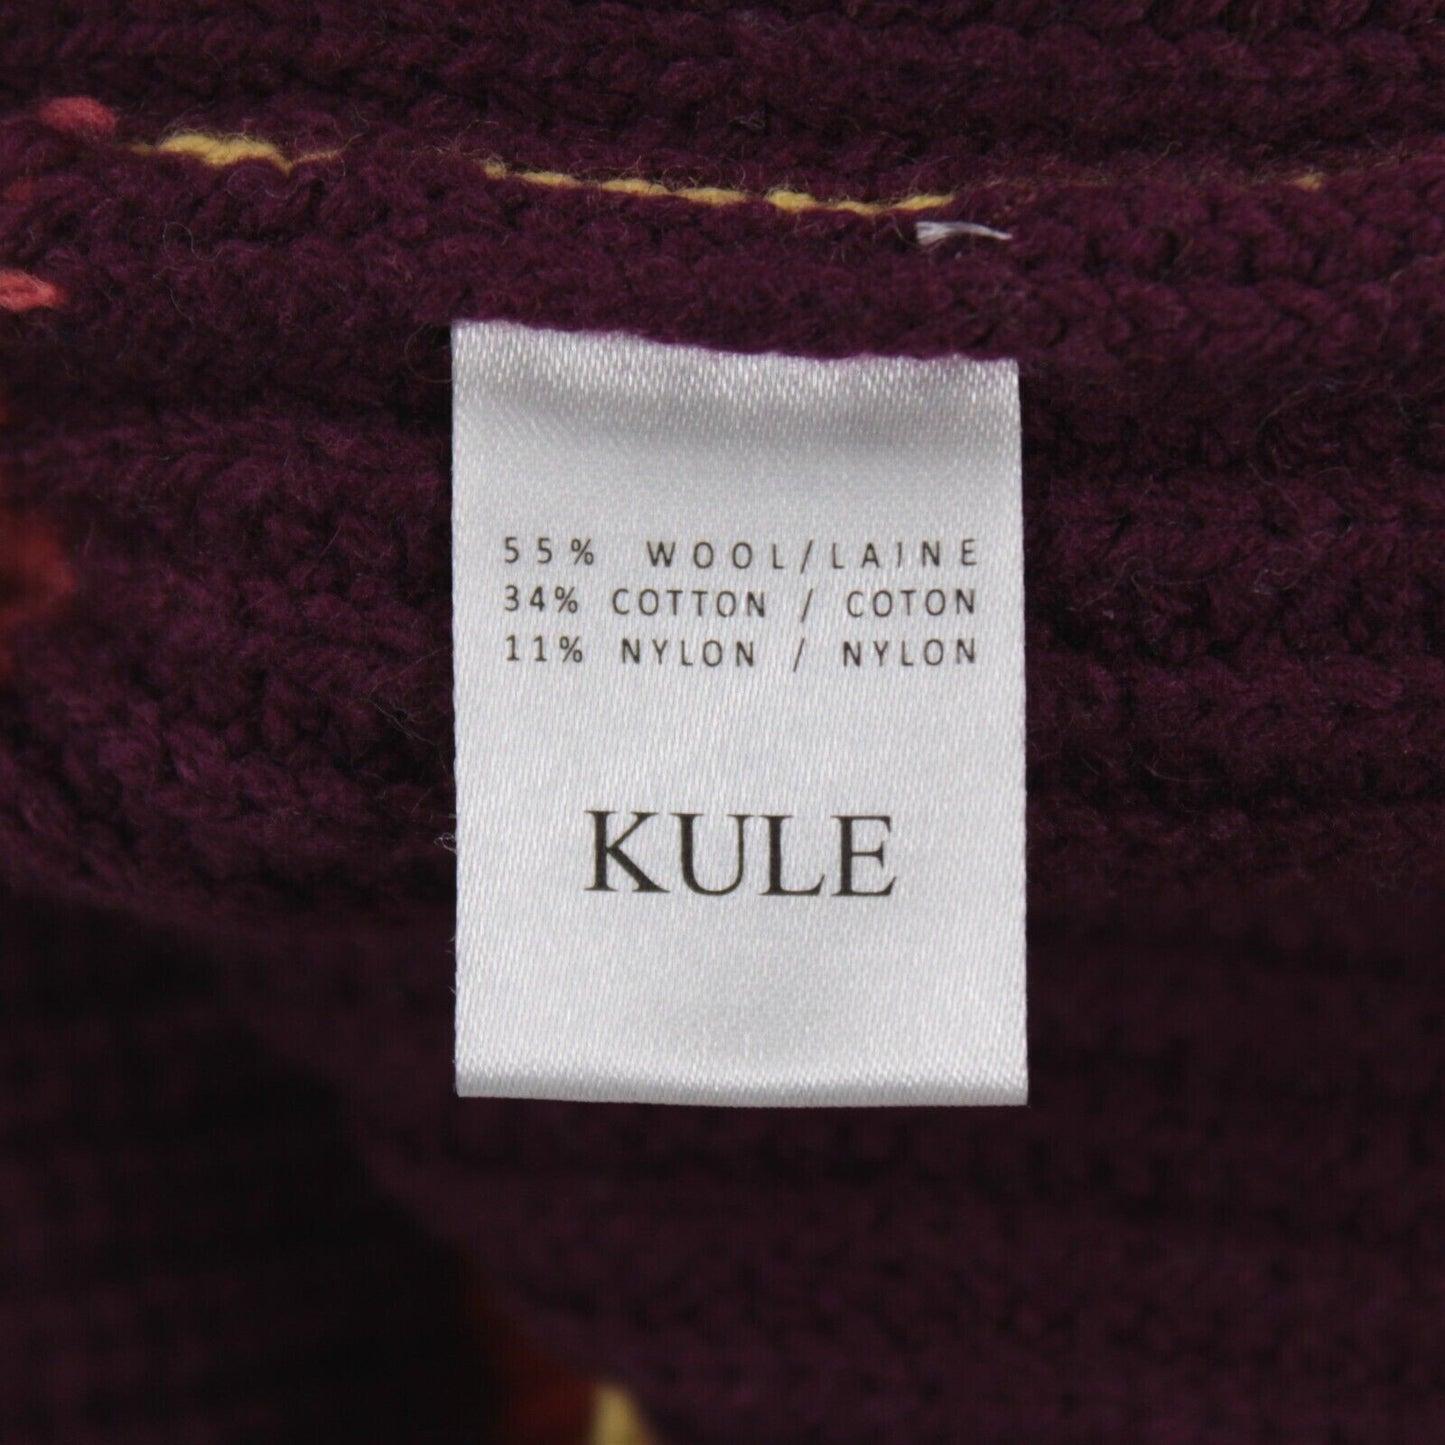 55% WOOL/LAINE
34% COTTON / COTON
11% NYLON / NYLON
KULE